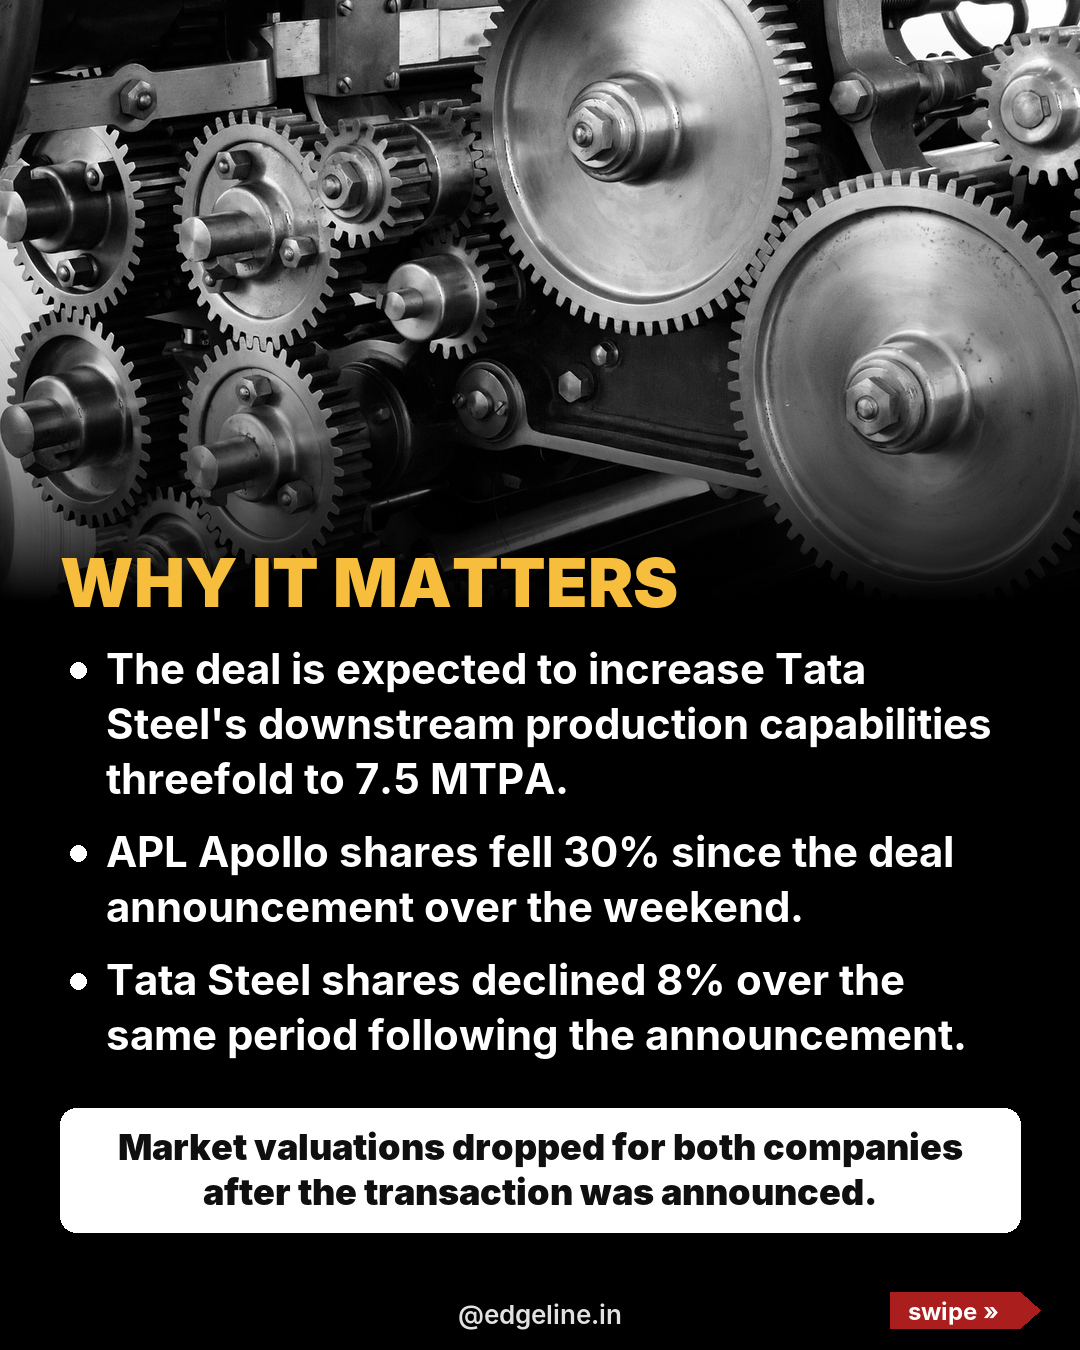 WHY IT MATTERS
The deal is expected to increase Tata
Steel's downstream production capabilities
threefold to 7.5 MTPA.
APL Apollo shares fell 30% since the deal
announcement over the weekend.
Tata Steel shares declined 8% over the
same period following the announcement.
Market valuations dropped for both companies
after the transaction was announced.
@edgeline.in
swipe »